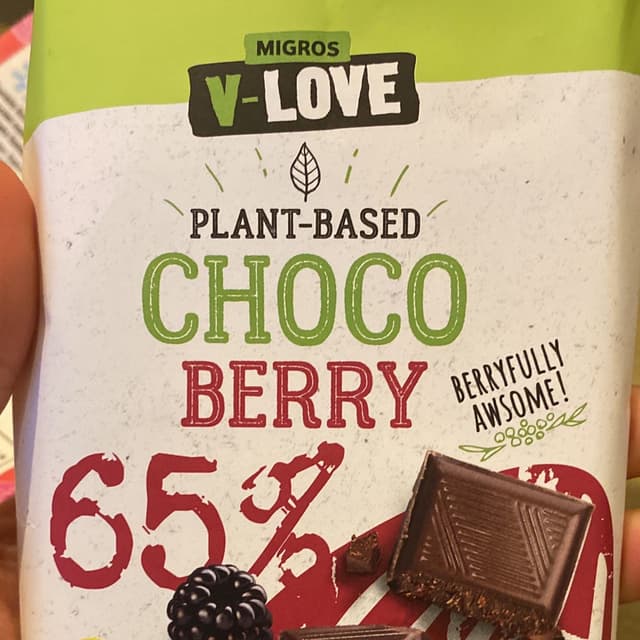 MIGROS
V-LOVE
PLANT-BASED
CHOCO
BERRY
BERRYFULLY
AWSOME!
65%